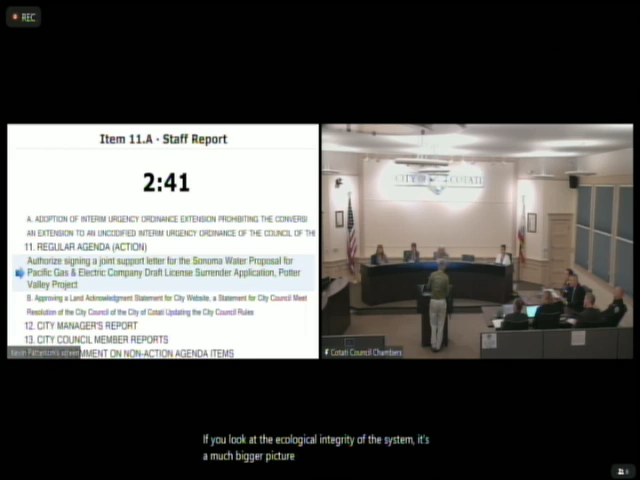 REC
Item 11.A - Staff Report
2:41
A. ADOPTION OF INTERIM URGENCY ORDINANCE EXTENSION PROHIBITING THE CONVERSI
AN EXTENSION TO AN UNCODIFIED INTERIM URGENCY ORDINANCE OF THE COUNCIL OF THE
11. REGULAR AGENDA (ACTION)
Authorize signing a joint support letter for the Sonoma Water Proposal for
Pacific Gas & Electric Company Draft License Surrender Application, Potter
Valley Project
B. Approving a Land Acknowledgment Statement for City Website, a Statement for City Council Meet
Resolution of the City Council of the City of Cotati Updating the City Council Rules
12. CITY MANAGER'S REPORT
13. CITY COUNCIL MEMBER REPORTS
MMENT ON NON-ACTION AGENDA ITEMS
Kevin Patterson's screen
CITY OF COTATI
Cotati Council Chambers
If you look at the ecological integrity of the system, it's
a much bigger picture